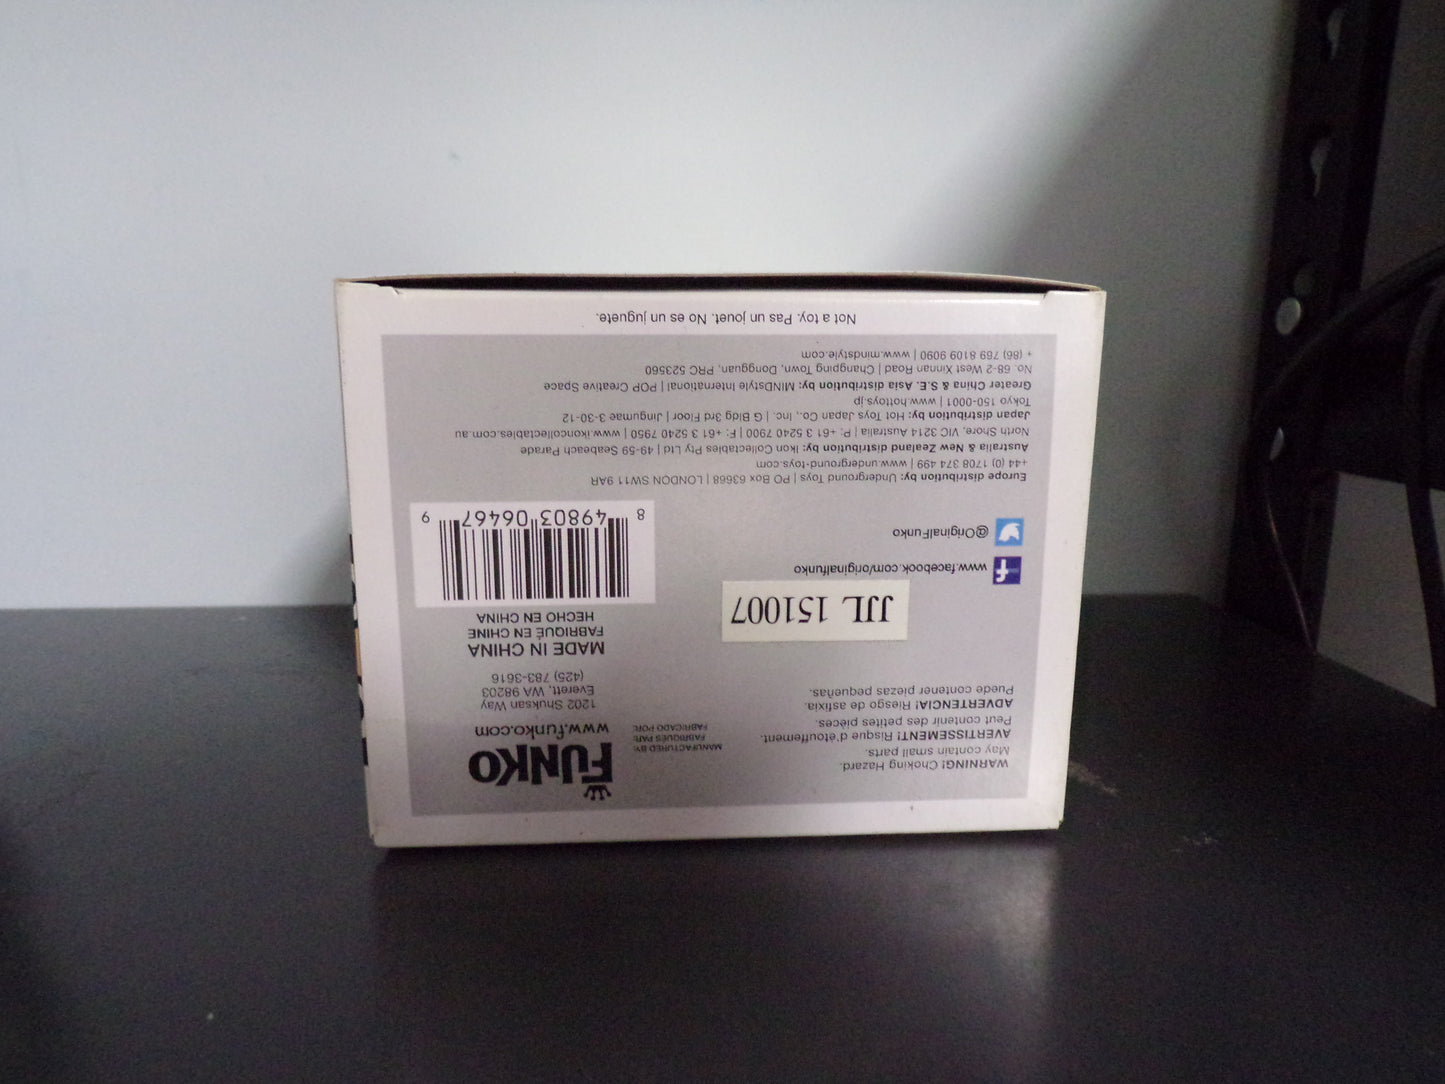 WARNING! Choking Hazard.
May contain small parts.
AVERTISSEMENT! Risque d'étouffement.
Peut contenir des petites pièces.
ADVERTENCIA! Riesgo de asfixia.
Puede contener piezas pequeñas.
MANUFACTURED BY:
FABRIQUÉS PAR:
FABRICADO POR:
FUNKO
www.funko.com
1202 Shuksan Way
Everett, WA 98203
(425) 783-3616
MADE IN CHINA
FABRIQUÉ EN CHINE
HECHO EN CHINA
JJL 151007
www.facebook.com/originalfunko
@OriginalFunko
8 49803 06467 9
Europe distribution by: Underground Toys | PO Box 63668 | LONDON SW11 9AR
+44 (0) 1708 374 499 | www.underground-toys.com
Australia & New Zealand distribution by: Ikon Collectables Pty Ltd | 49-59 Seabeach Parade
North Shore, VIC 3214 Australia | P: +61 3 5240 7900 | F: +61 3 5240 7950 | www.ikoncollectables.com.au
Japan distribution by: Hot Toys Japan Co., Inc. | G Bldg 3rd Floor | Jingumae 3-30-12
Tokyo 150-0001 | www.hottoys.jp
Greater China & S.E. Asia distribution by: MINDstyle International | POP Creative Space
No. 68-2 West Xinnan Road | Changping Town, Dongguan, PRC 523560
+ (86) 769 8109 9090 | www.mindstyle.com
Not a toy. Pas un jouet. No es un juguete.